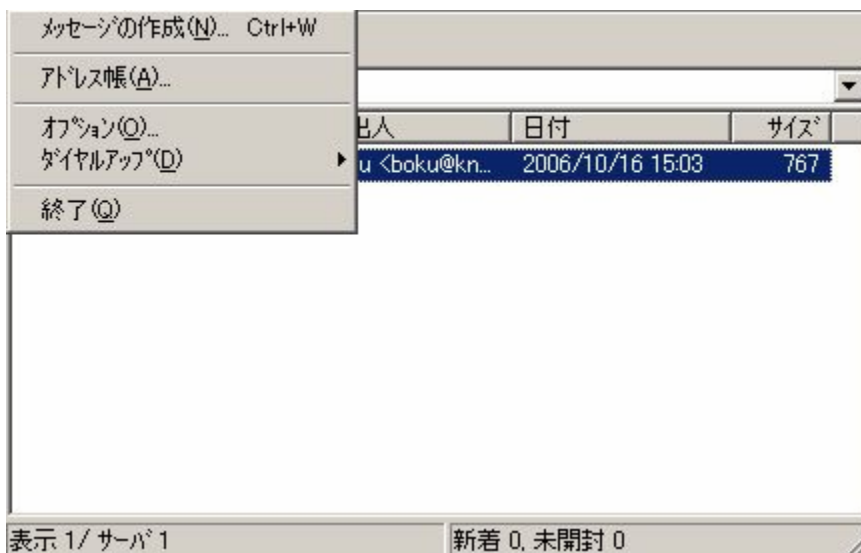 メッセージの作成(N)... Ctrl+W
アドレス帳(A)...
オプション(O)...
ダイヤルアップ(D)
終了(Q)
出人 日付 サイズ
u <boku@kn... 2006/10/16 15:03 767
表示 1/ サーバ 1
新着 0, 未開封 0